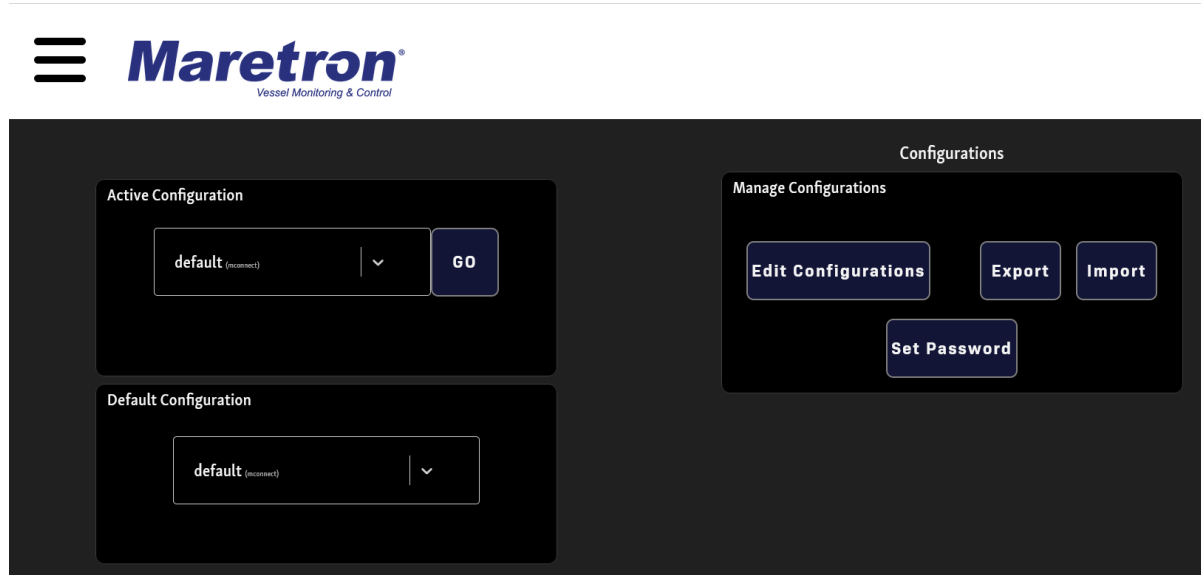 Maretron®
Vessel Monitoring & Control
Configurations
Active Configuration
default (mconnect)
GO
Default Configuration
default (mconnect)
Manage Configurations
Edit Configurations
Export
Import
Set Password